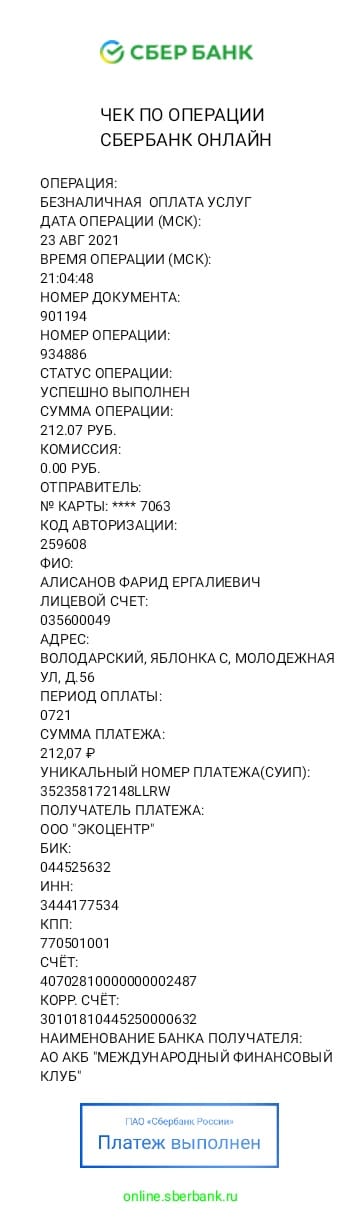 СБЕР БАНК
ЧЕК ПО ОПЕРАЦИИ
СБЕРБАНК ОНЛАЙН
ОПЕРАЦИЯ:
БЕЗНАЛИЧНАЯ ОПЛАТА УСЛУГ
ДАТА ОПЕРАЦИИ (МСК):
23 АВГ 2021
ВРЕМЯ ОПЕРАЦИИ (МСК):
21:04:48
НОМЕР ДОКУМЕНТА:
901194
НОМЕР ОПЕРАЦИИ:
934886
СТАТУС ОПЕРАЦИИ:
УСПЕШНО ВЫПОЛНЕН
СУММА ОПЕРАЦИИ:
212.07 РУБ.
КОМИССИЯ:
0.00 РУБ.
ОТПРАВИТЕЛЬ:
№ КАРТЫ: **** 7063
КОД АВТОРИЗАЦИИ:
259608
ФИО:
АЛИСАНОВ ФАРИД ЕРГАЛИЕВИЧ
ЛИЦЕВОЙ СЧЕТ:
035600049
АДРЕС:
ВОЛОДАРСКИЙ, ЯБЛОНКА С, МОЛОДЕЖНАЯ
УЛ, Д.56
ПЕРИОД ОПЛАТЫ:
0721
СУММА ПЛАТЕЖА:
212,07 ₽
УНИКАЛЬНЫЙ НОМЕР ПЛАТЕЖА(СУИП):
352358172148LLRW
ПОЛУЧАТЕЛЬ ПЛАТЕЖА:
ООО "ЭКОЦЕНТР"
БИК:
044525632
ИНН:
3444177534
КПП:
770501001
СЧЁТ:
40702810000000002487
КОРР. СЧЁТ:
30101810445250000632
НАИМЕНОВАНИЕ БАНКА ПОЛУЧАТЕЛЯ:
АО АКБ "МЕЖДУНАРОДНЫЙ ФИНАНСОВЫЙ
КЛУБ"
ПАО «Сбербанк России»
Платеж выполнен
online.sberbank.ru